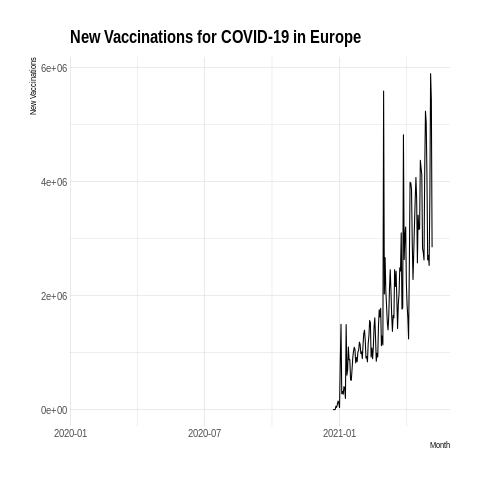 New Vaccinations for COVID-19 in Europe
New Vaccinations
6e+06
4e+06
2e+06
0e+00
2020-01 2020-07 2021-01
Month